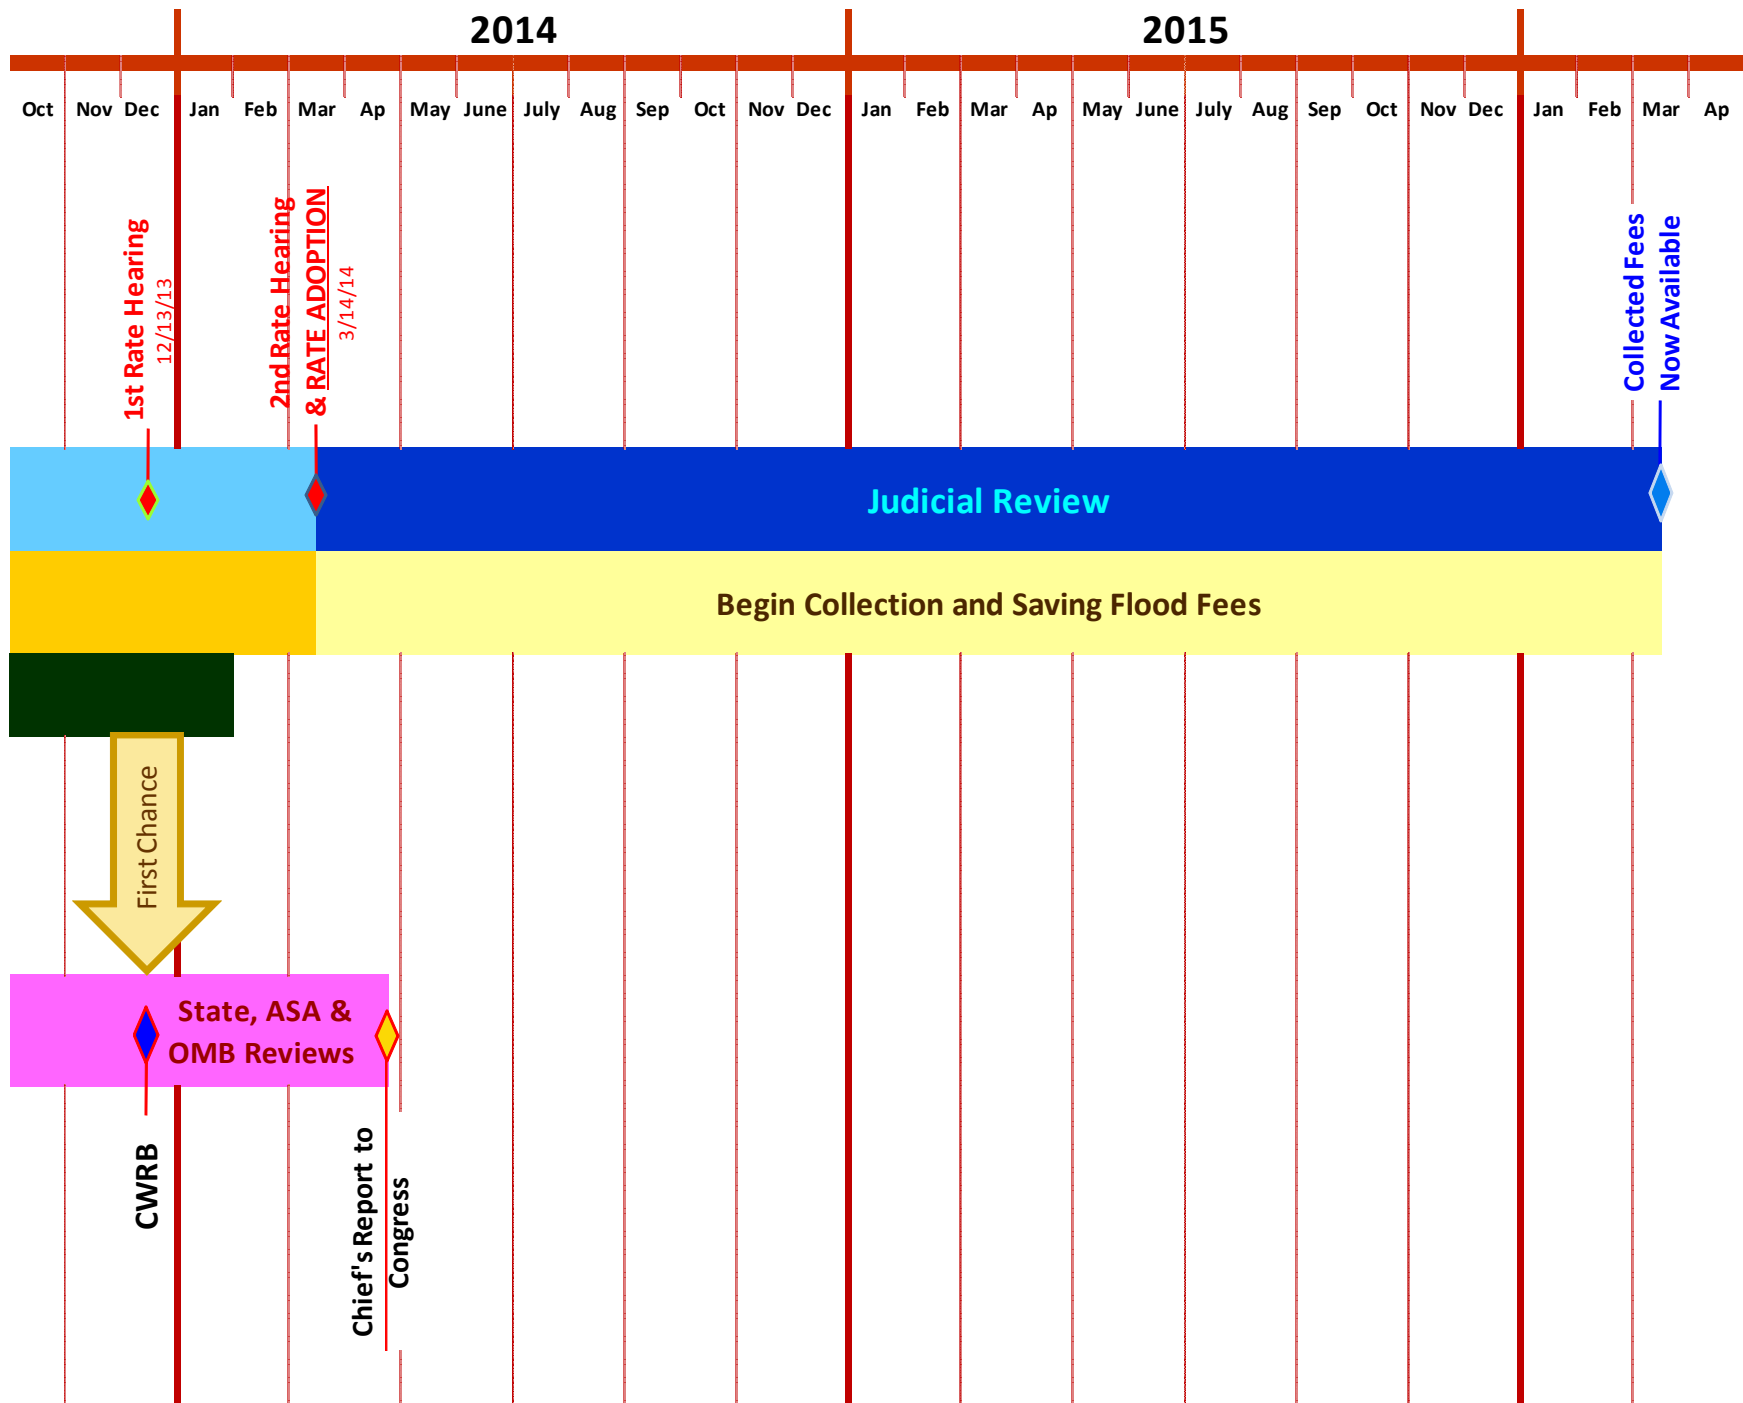 2014
2015
Oct Nov Dec Jan Feb Mar Ap May June July Aug Sep Oct Nov Dec Jan Feb Mar Ap May June July Aug Sep Oct Nov Dec Jan Feb Mar Ap
1st Rate Hearing
12/13/13
2nd Rate Hearing
& RATE ADOPTION
3/14/14
Collected Fees
Now Available
Judicial Review
Begin Collection and Saving Flood Fees
First Chance
State, ASA &
OMB Reviews
CWRB
Chief's Report to
Congress